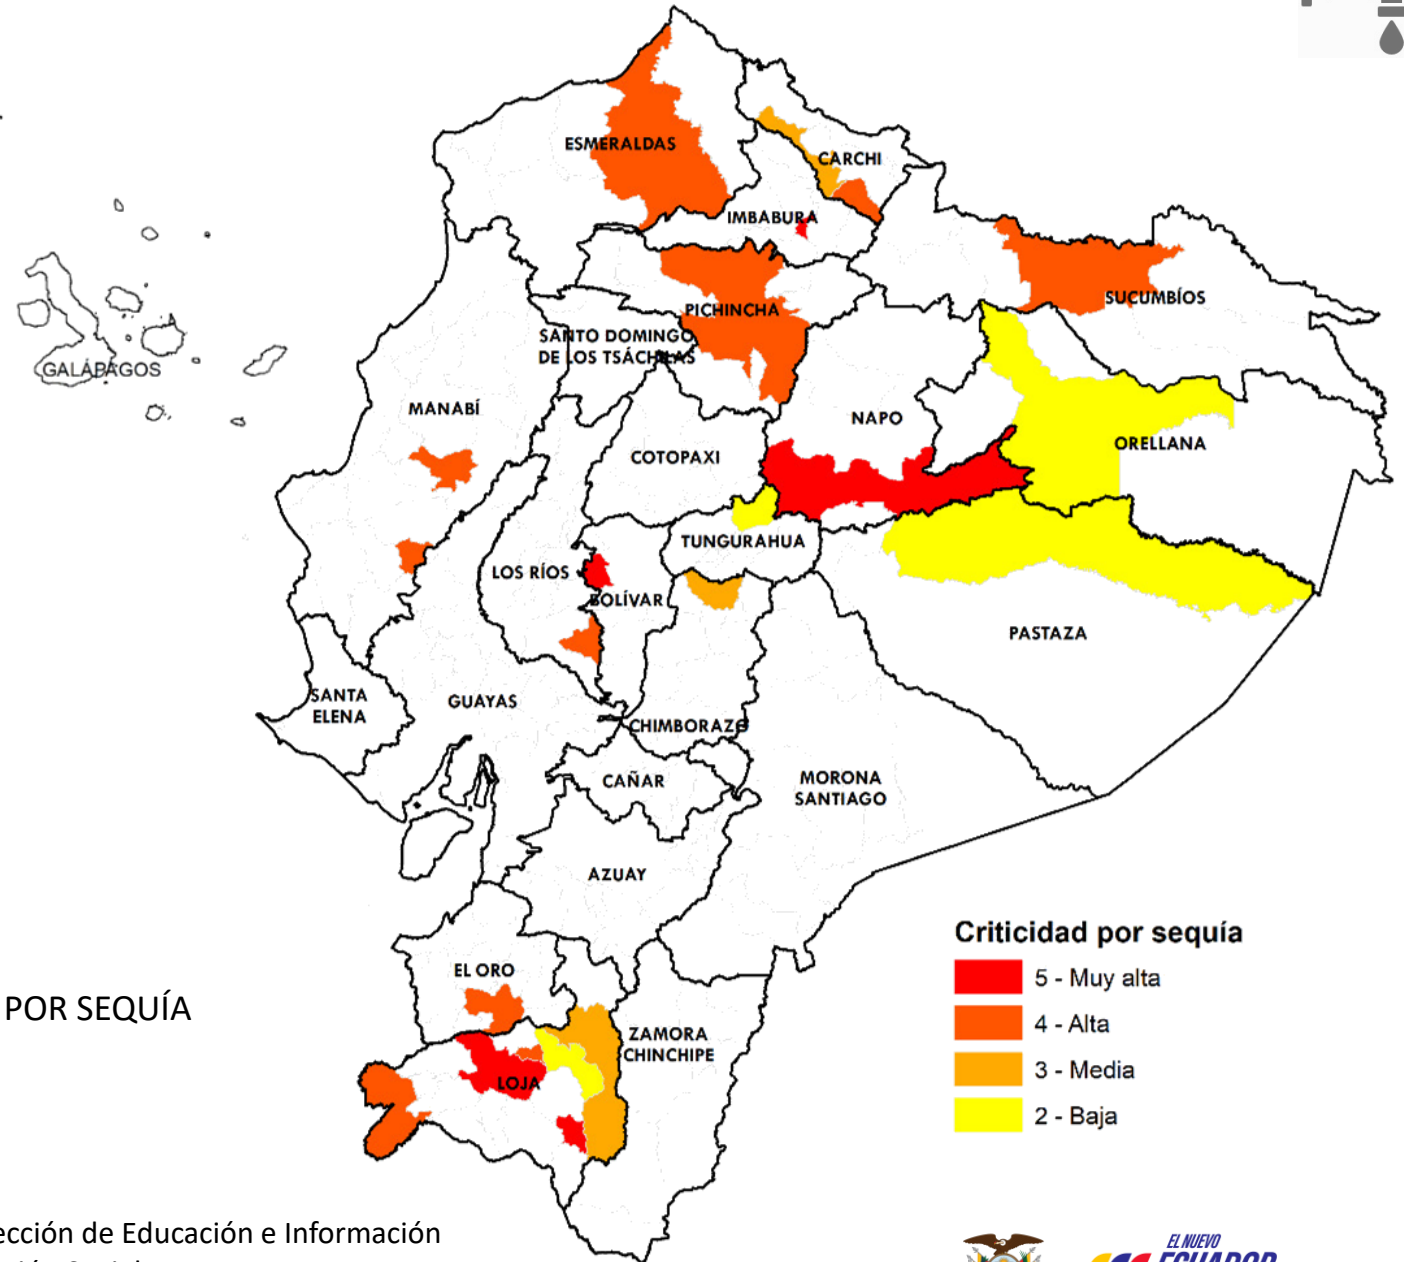 ESMERALDAS
CARCHI
IMBABURA
SUCUMBÍOS
PICHINCHA
SANTO DOMINGO
DE LOS TSÁCHILAS
GALÁPAGOS
MANABÍ
NAPO
ORELLANA
COTOPAXI
TUNGURAHUA
LOS RÍOS
BOLÍVAR
PASTAZA
SANTA
ELENA
GUAYAS
CHIMBORAZO
CAÑAR
MORONA
SANTIAGO
AZUAY
Criticidad por sequía
5 - Muy alta
4 - Alta
3 - Media
2 - Baja
EL ORO
POR SEQUÍA
ZAMORA
CHINCHIPE
LOJA
ección de Educación e Información
EL NUEVO
ECUADOR